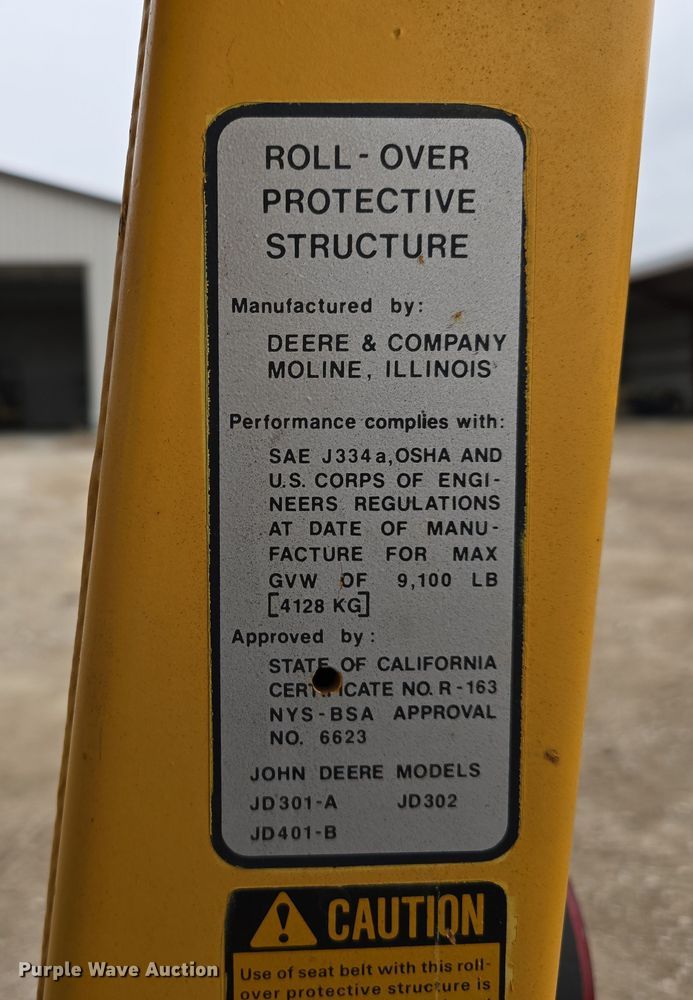 ROLL-OVER
PROTECTIVE
STRUCTURE
Manufactured by:
DEERE & COMPANY
MOLINE, ILLINOIS
Performance complies with:
SAE J334a, OSHA AND
U.S. CORPS OF ENGI-
NEERS REGULATIONS
AT DATE OF MANU-
FACTURE FOR MAX
GVW OF 9,100 LB
[4128 KG]
Approved by:
STATE OF CALIFORNIA
CERTIFICATE NO. R-163
NYS-BSA APPROVAL
NO. 6623
JOHN DEERE MODELS
JD301-A JD302
JD401-B
CAUTION
Use of seat belt with this roll-
over protective structure is
Purple Wave Auction